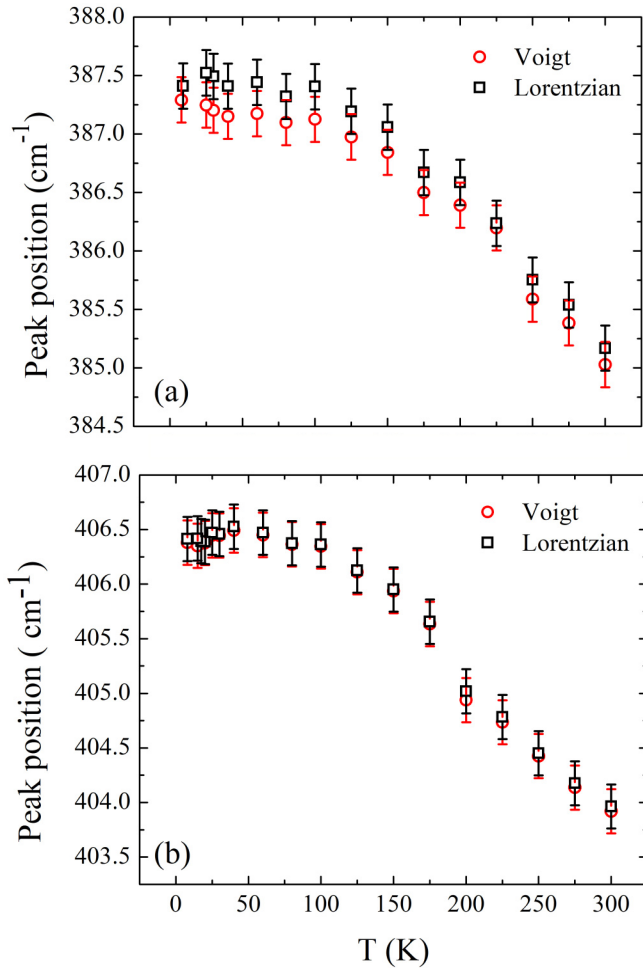 388.0
387.5
387.0
386.5
386.0
385.5
385.0
384.5
Peak position (cm⁻¹)
Voigt
Lorentzian
(a)
407.0
406.5
406.0
405.5
405.0
404.5
404.0
403.5
Peak position ( cm⁻¹)
Voigt
Lorentzian
(b)
0 50 100 150 200 250 300
T (K)